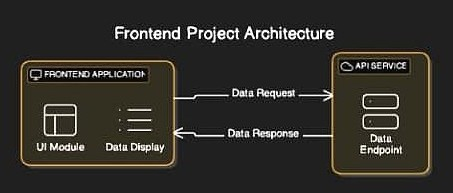 Frontend Project Architecture
FRONTEND APPLICATION
API SERVICE
Data Request
UI Module
Data Display
Data Response
Data
Endpoint